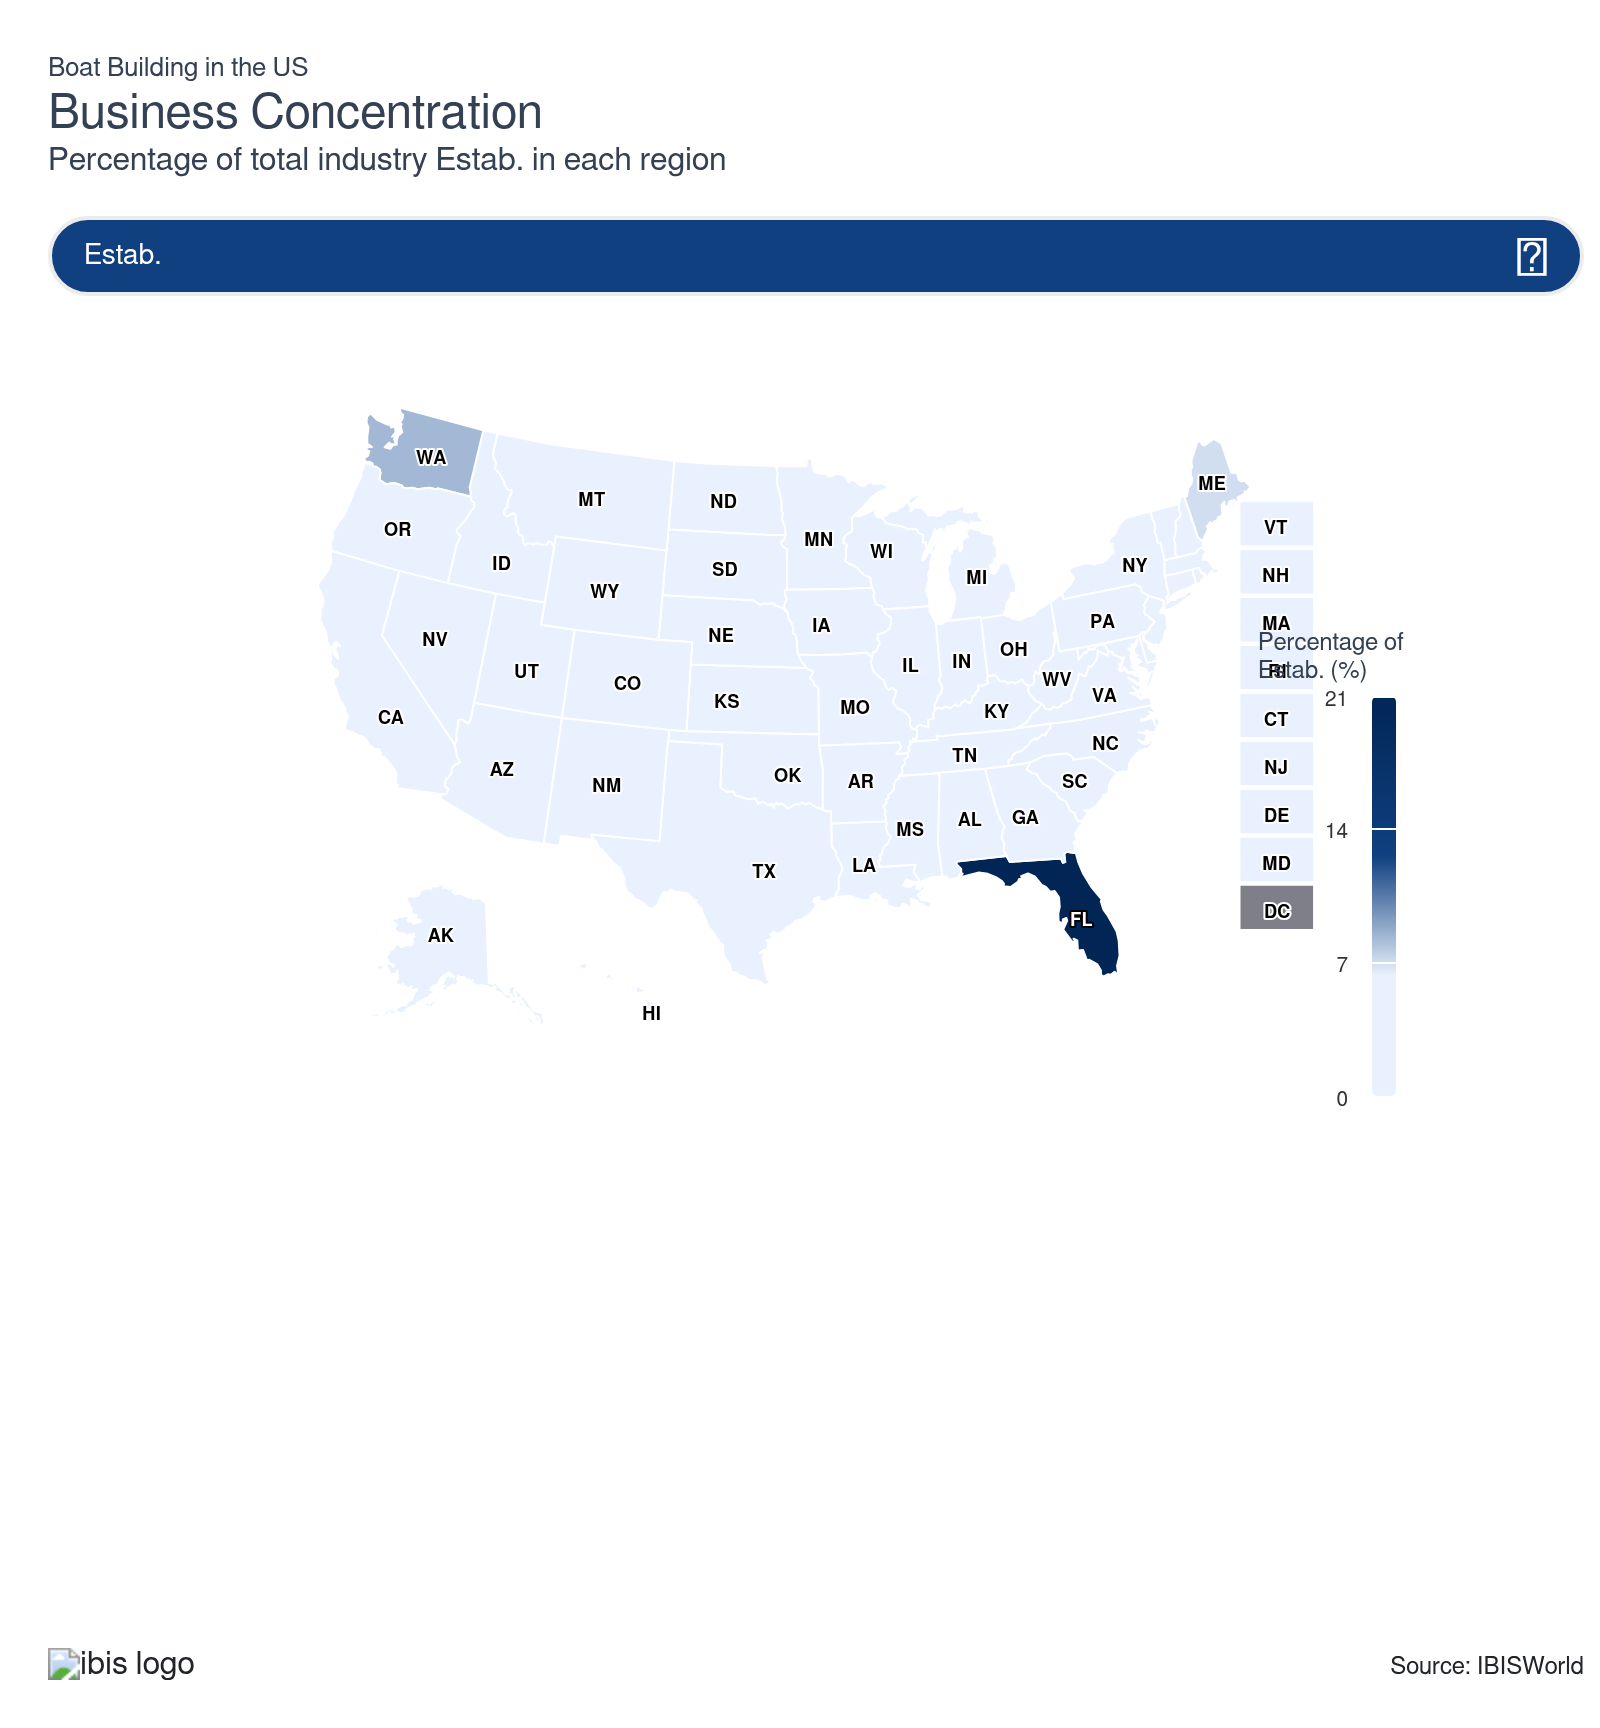 Boat Building in the US
Business Concentration
Percentage of total industry Estab. in each region
Estab.
WA
ME
MT
ND
VT
OR
MN
WI
ID
SD
MI
NY
NH
WY
PA
MA
NV
NE
IA
OH
Percentage of
UT
CO
IL
IN
WV
RI
Estab. (%)
CA
KS
MO
KY
VA
21
CT
AZ
NM
OK
AR
TN
NC
SC
NJ
TX
LA
MS
AL
GA
DE
14
MD
FL
DC
AK
HI
7
0
ibis logo
Source: IBISWorld